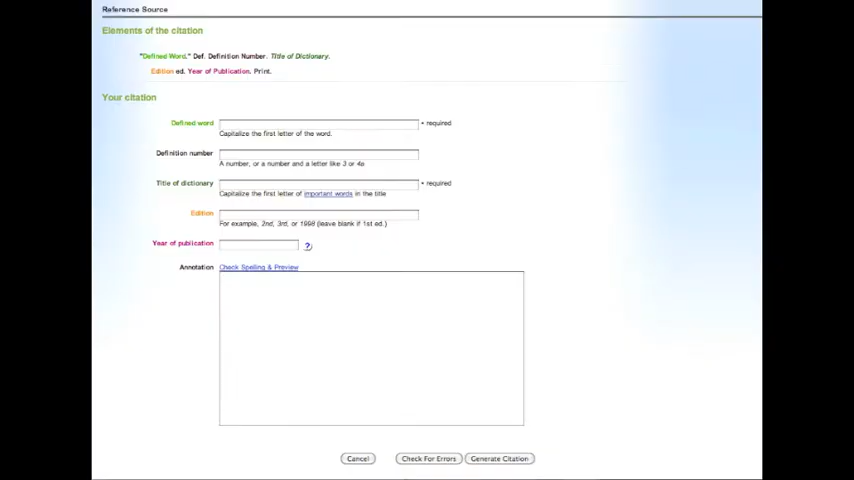 Reference Source
Elements of the citation
"Defined Word." Def. Definition Number. Title of Dictionary.
Edition ed. Year of Publication. Print.
Your citation
Defined word • required
Capitalize the first letter of the word.
Definition number
A number, or a number and a letter like 3 or 4a
Title of dictionary • required
Capitalize the first letter of important words in the title
Edition
For example, 2nd, 3rd, or 1998 (leave blank if 1st ed.)
Year of publication ?
Annotation Check Spelling & Preview
Cancel Check For Errors Generate Citation